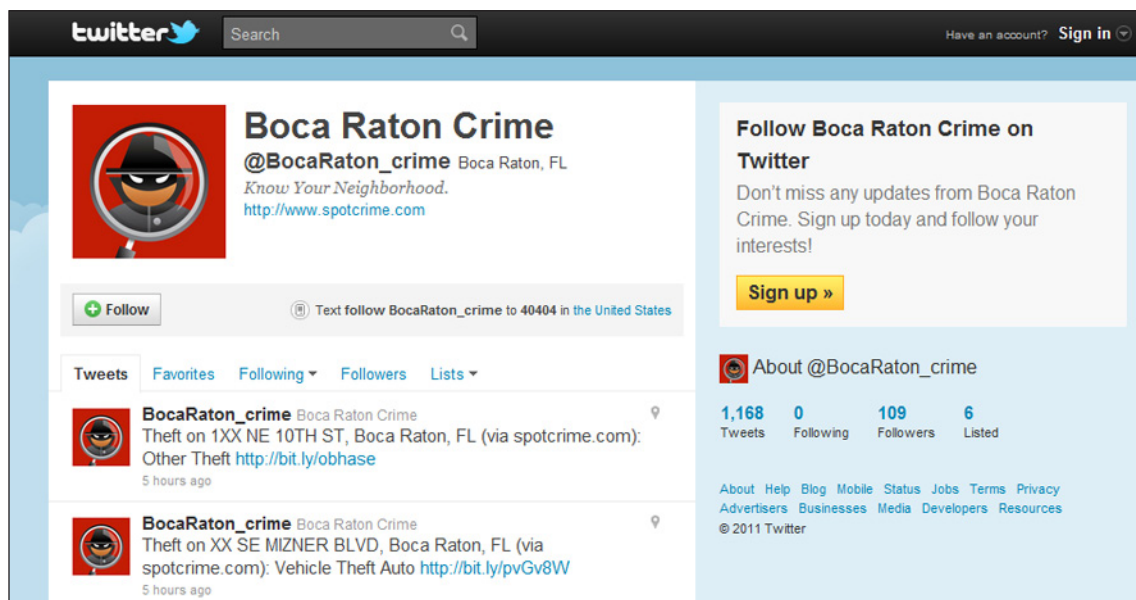 twitter
Search
Have an account? Sign in
Boca Raton Crime
@BocaRaton_crime Boca Raton, FL
Know Your Neighborhood.
http://www.spotcrime.com
Follow
Text follow BocaRaton_crime to 40404 in the United States
Tweets Favorites Following Followers Lists
BocaRaton_crime Boca Raton Crime
Theft on 1XX NE 10TH ST, Boca Raton, FL (via spotcrime.com):
Other Theft http://bit.ly/obhase
5 hours ago
BocaRaton_crime Boca Raton Crime
Theft on XX SE MIZNER BLVD, Boca Raton, FL (via
spotcrime.com): Vehicle Theft Auto http://bit.ly/pvGv8W
5 hours ago
Follow Boca Raton Crime on
Twitter
Don't miss any updates from Boca Raton
Crime. Sign up today and follow your
interests!
Sign up »
About @BocaRaton_crime
1,168 0 109 6
Tweets Following Followers Listed
About Help Blog Mobile Status Jobs Terms Privacy
Advertisers Businesses Media Developers Resources
© 2011 Twitter